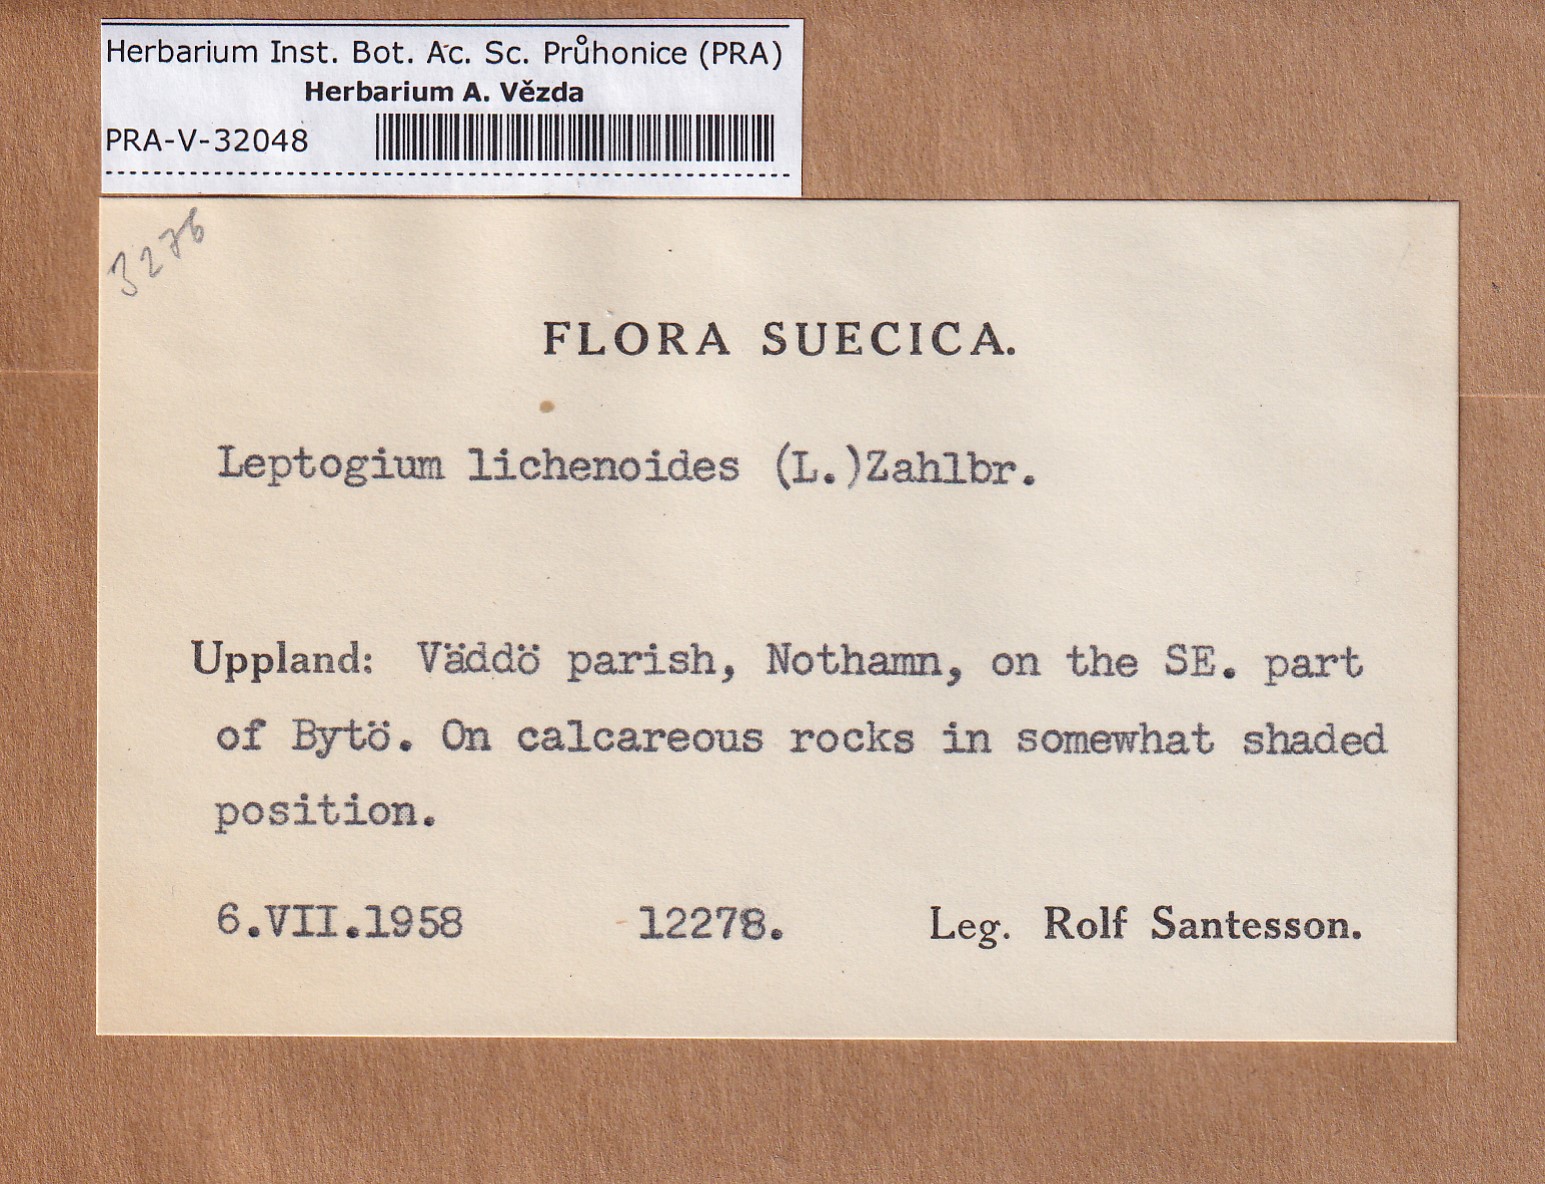 Herbarium Inst. Bot. Ac. Sc. Průhonice (PRA)
Herbarium A. Vězda
PRA-V-32048
3276
FLORA SUECICA.
Leptogium lichenoides (L.)Zahlbr.
Uppland: Väddö parish, Nothamn, on the SE. part
of Bytö. On calcareous rocks in somewhat shaded
position.
6.VII.1958 12278. Leg. Rolf Santesson.